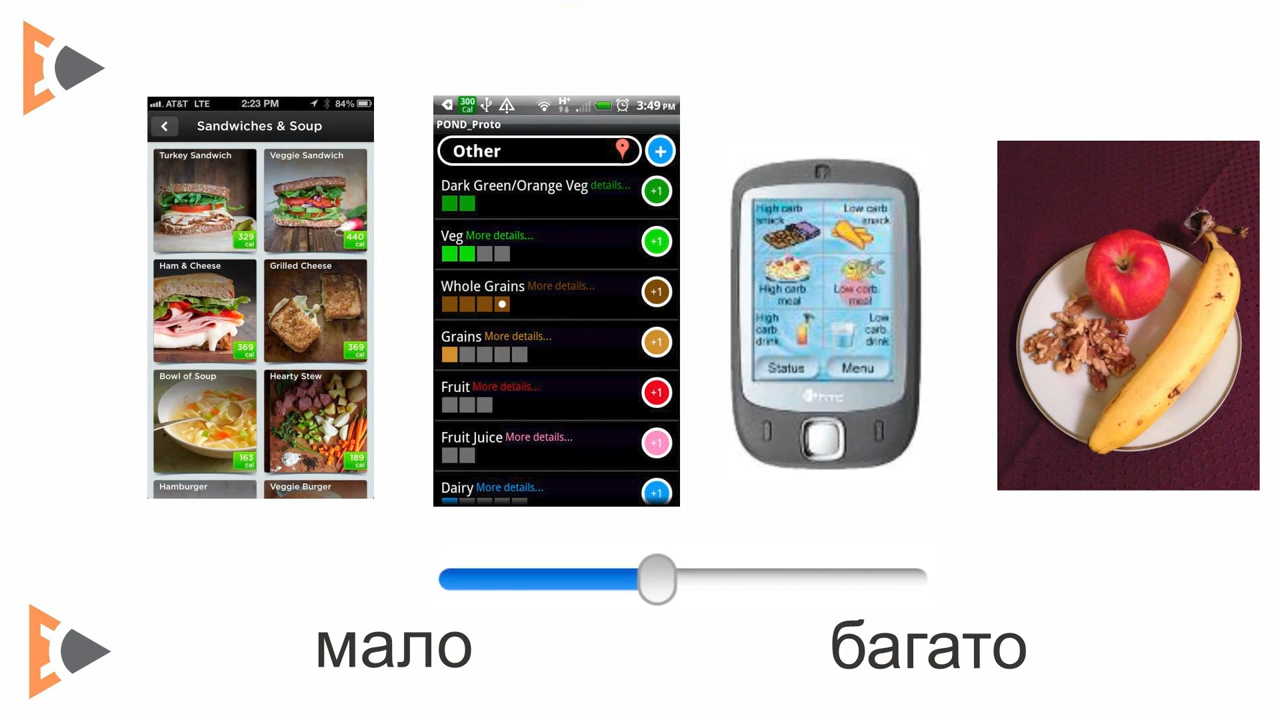 AT&T LTE 2:23 PM 84%
Sandwiches & Soup
Turkey Sandwich
329 cal
Veggie Sandwich
440 cal
Ham & Cheese
369 cal
Grilled Cheese
369 cal
Bowl of Soup
163 cal
Hearty Stew
189 cal
Hamburger
Veggie Burger
300 Cal H+ 3:49 PM
POND_Proto
Other +
Dark Green/Orange Veg details... +1
Veg More details... +1
Whole Grains More details... +1
Grains More details... +1
Fruit More details... +1
Fruit Juice More details... +1
Dairy More details... +1
High carb snack
Low carb snack
High carb meal
Low carb meal
High carb drink
Low carb drink
Status Menu
hTC
мало багато